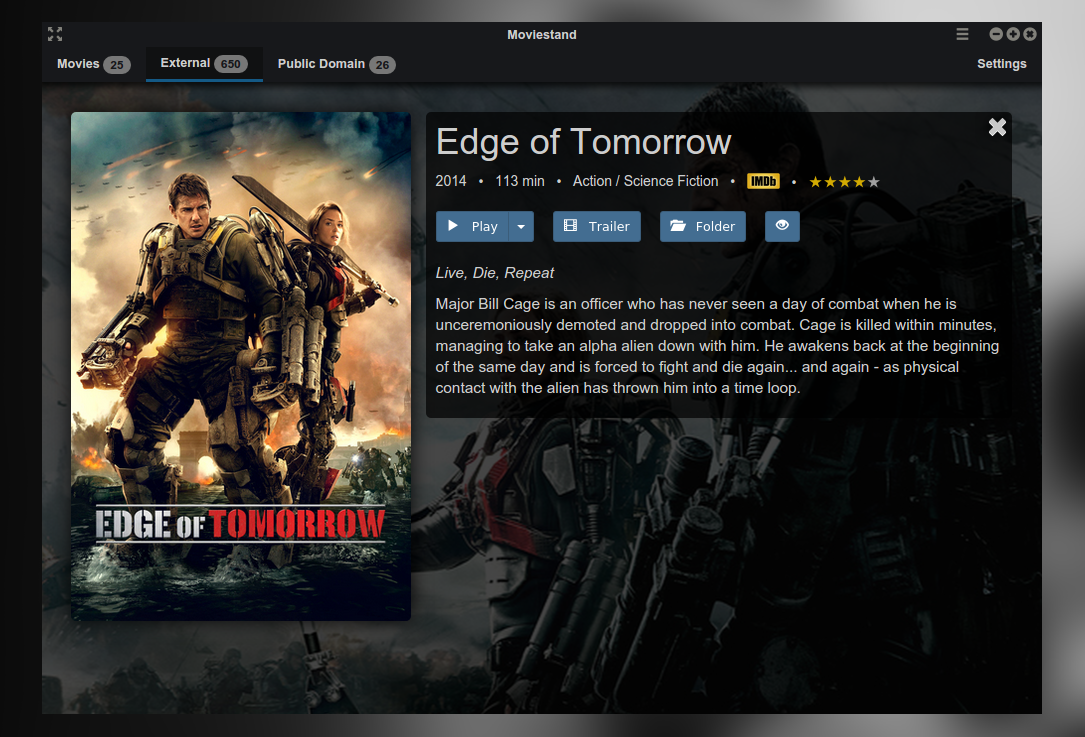 Moviestand
Movies 25
External 650
Public Domain 26
Settings
Edge of Tomorrow
2014 • 113 min • Action / Science Fiction • IMDb •
Play
Trailer
Folder
Live, Die, Repeat
Major Bill Cage is an officer who has never seen a day of combat when he is
unceremoniously demoted and dropped into combat. Cage is killed within minutes,
managing to take an alpha alien down with him. He awakens back at the beginning
of the same day and is forced to fight and die again... and again - as physical
contact with the alien has thrown him into a time loop.
EDGE OF TOMORROW